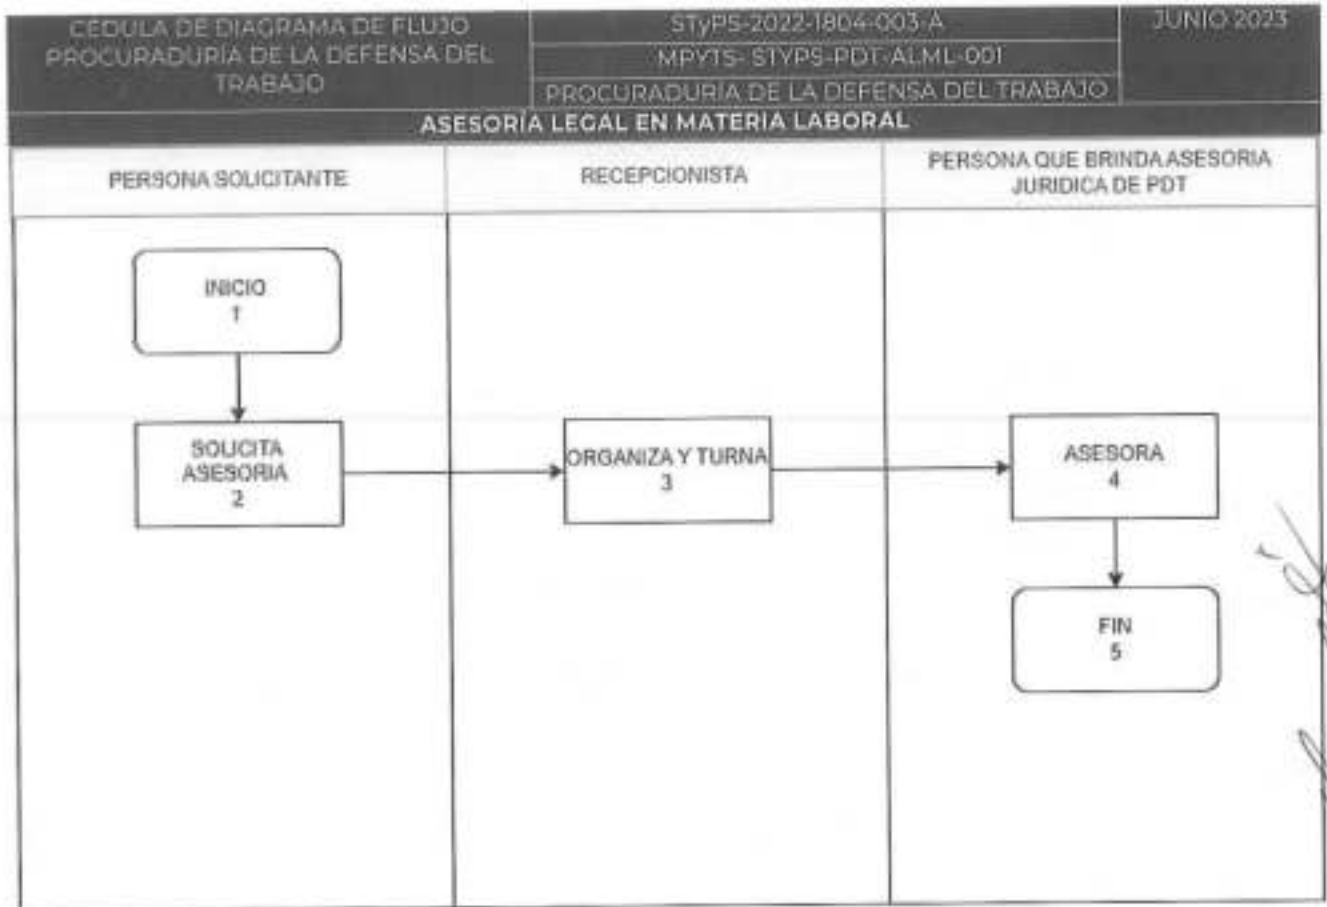 CÉDULA DE DIAGRAMA DE FLUJO
PROCURADURÍA DE LA DEFENSA DEL
TRABAJO
STyPS-2022-1804-003-A
MPYTS- STYPS-PDT-ALML-001
PROCURADURÍA DE LA DEFENSA DEL TRABAJO
JUNIO 2023
ASESORÍA LEGAL EN MATERIA LABORAL
PERSONA SOLICITANTE
RECEPCIONISTA
PERSONA QUE BRINDA ASESORIA
JURIDICA DE PDT
INICIO
1
SOLICITA
ASESORIA
2
ORGANIZA Y TURNA
3
ASESORA
4
FIN
5